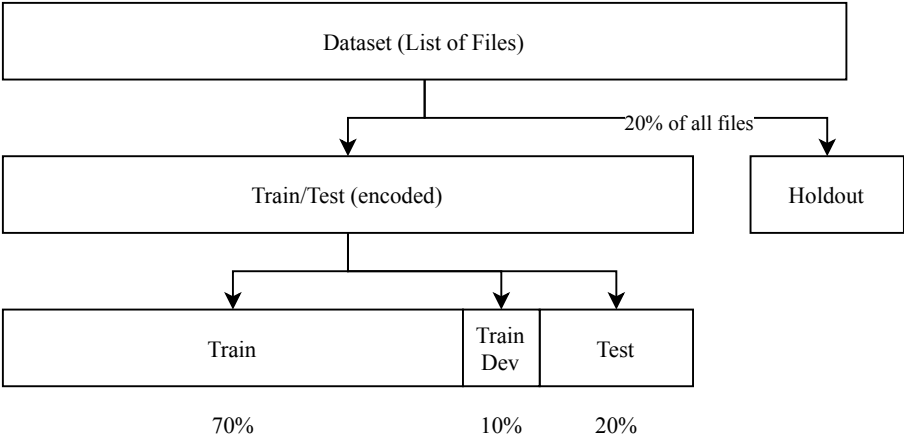 Dataset (List of Files)
20% of all files
Train/Test (encoded)
Holdout
Train
Train
Dev
Test
70%
10%
20%